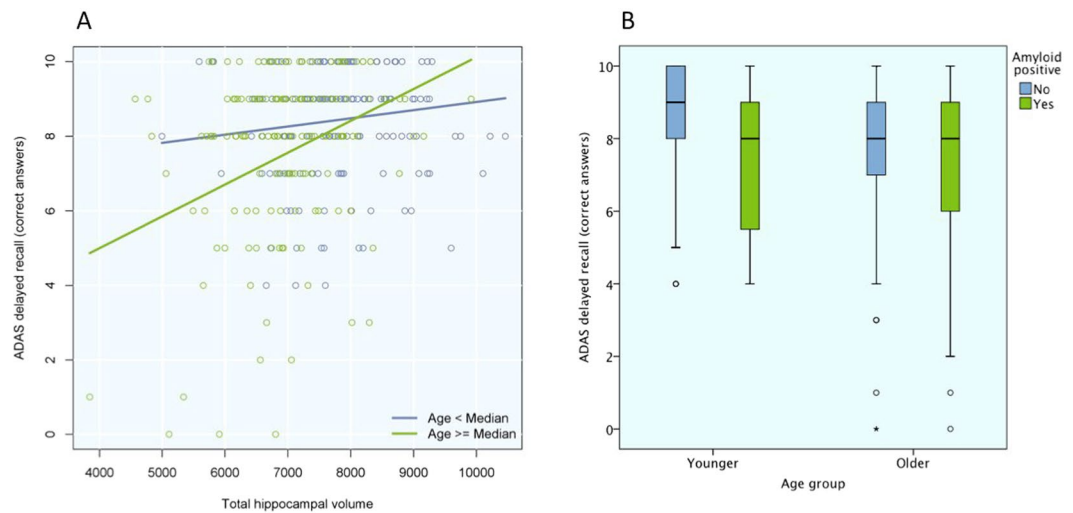 A
ADAS delayed recall (correct answers)
10
8
6
4
2
0
4000 5000 6000 7000 8000 9000 10000
Total hippocampal volume
Age < Median
Age >= Median
B
ADAS delayed recall (correct answers)
10
8
6
4
2
0
Younger Older
Age group
Amyloid
positive
No
Yes